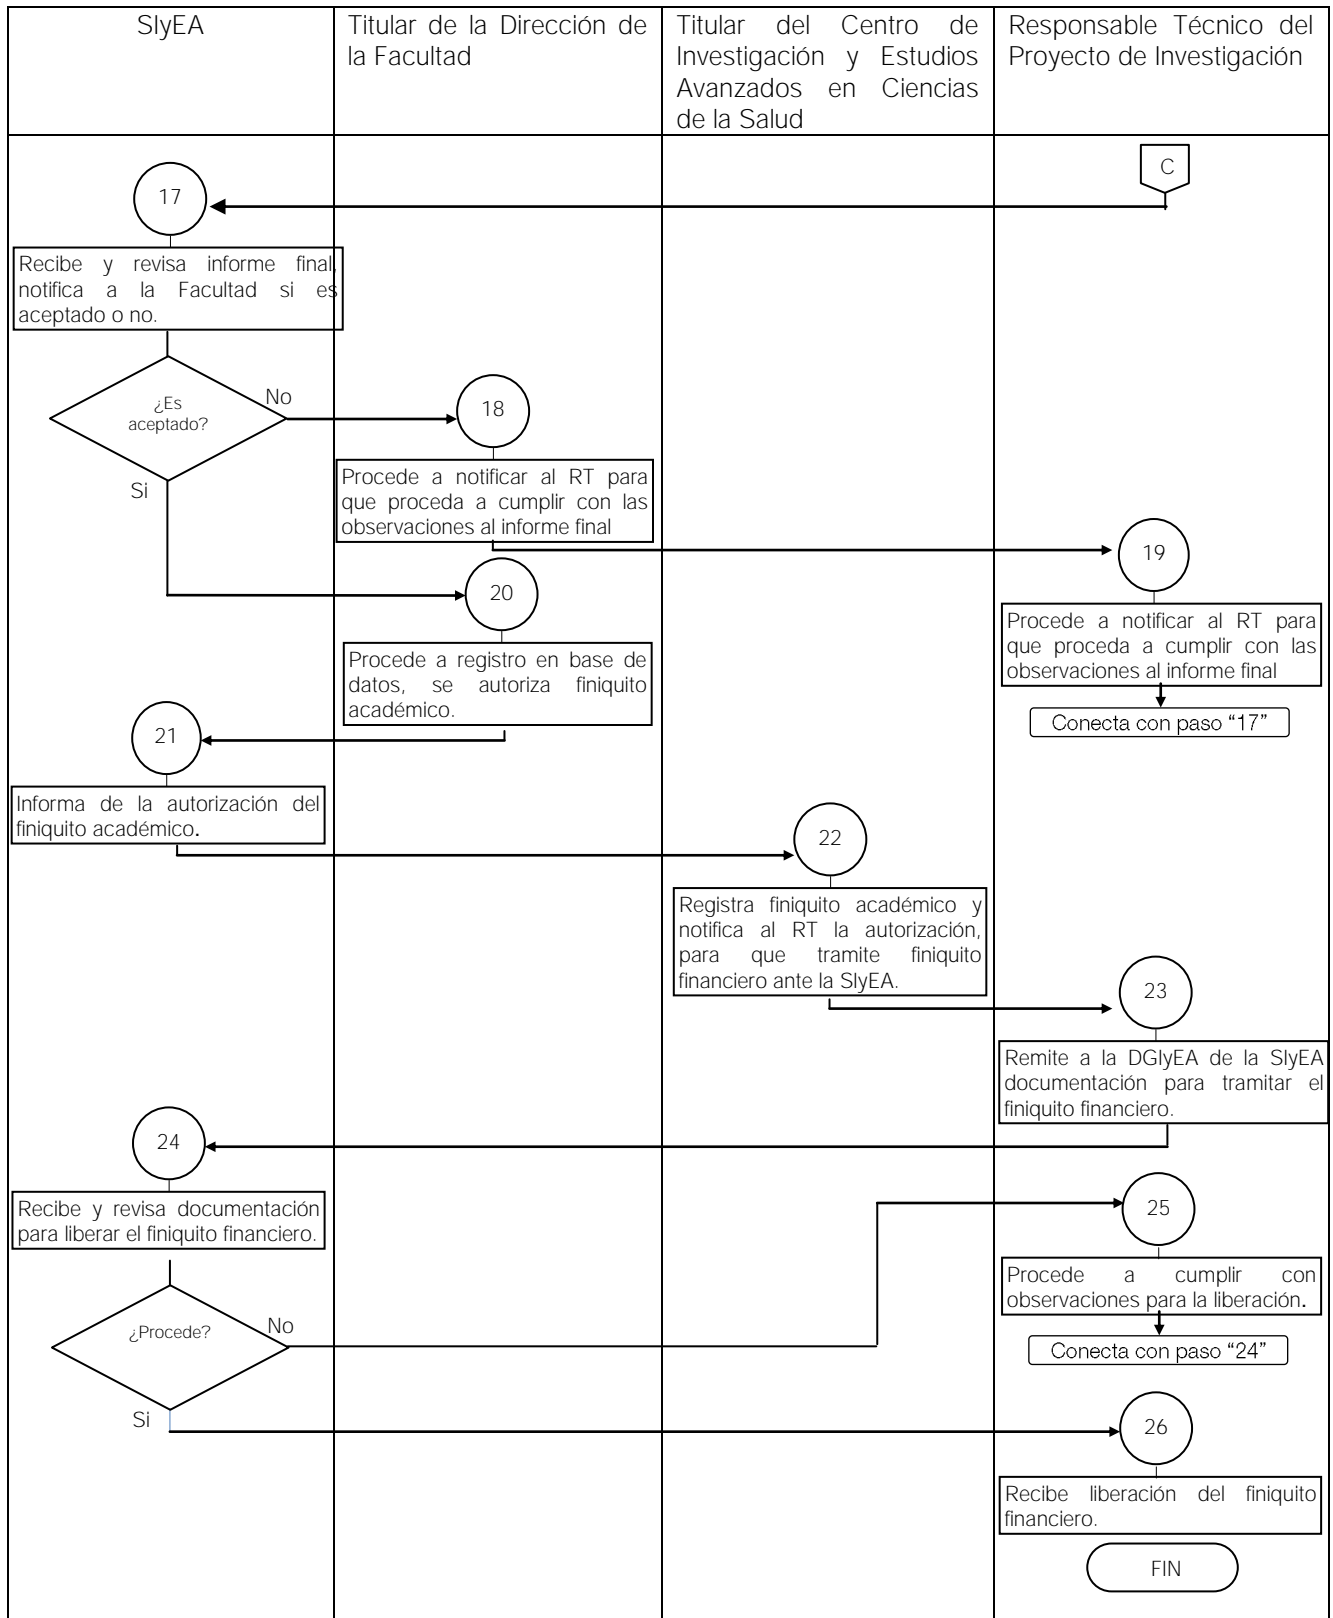 SIyEA
Titular de la Dirección de
la Facultad
Titular del Centro de
Investigación y Estudios
Avanzados en Ciencias
de la Salud
Responsable Técnico del
Proyecto de Investigación
C
17
Recibe y revisa informe final,
notifica a la Facultad si es
aceptado o no.
¿Es
aceptado?
No
Si
18
Procede a notificar al RT para
que proceda a cumplir con las
observaciones al informe final
19
Procede a notificar al RT para
que proceda a cumplir con las
observaciones al informe final
Conecta con paso “17”
20
Procede a registro en base de
datos, se autoriza finiquito
académico.
21
Informa de la autorización del
finiquito académico.
22
Registra finiquito académico y
notifica al RT la autorización,
para que tramite finiquito
financiero ante la SIyEA.
23
Remite a la DGIyEA de la SIyEA
documentación para tramitar el
finiquito financiero.
24
Recibe y revisa documentación
para liberar el finiquito financiero.
¿Procede?
No
Si
25
Procede a cumplir con
observaciones para la liberación.
Conecta con paso “24”
26
Recibe liberación del finiquito
financiero.
FIN